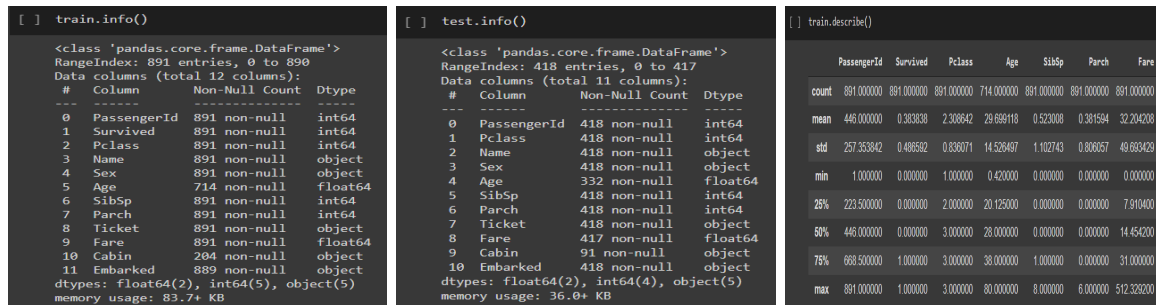 [ ] train.info()
<class 'pandas.core.frame.DataFrame'>
RangeIndex: 891 entries, 0 to 890
Data columns (total 12 columns):
# Column Non-Null Count Dtype
--- ------ -------------- -----
0 PassengerId 891 non-null int64
1 Survived 891 non-null int64
2 Pclass 891 non-null int64
3 Name 891 non-null object
4 Sex 891 non-null object
5 Age 714 non-null float64
6 SibSp 891 non-null int64
7 Parch 891 non-null int64
8 Ticket 891 non-null object
9 Fare 891 non-null float64
10 Cabin 204 non-null object
11 Embarked 889 non-null object
dtypes: float64(2), int64(5), object(5)
memory usage: 83.7+ KB
[ ] test.info()
<class 'pandas.core.frame.DataFrame'>
RangeIndex: 418 entries, 0 to 417
Data columns (total 11 columns):
# Column Non-Null Count Dtype
--- ------ -------------- -----
0 PassengerId 418 non-null int64
1 Pclass 418 non-null int64
2 Name 418 non-null object
3 Sex 418 non-null object
4 Age 332 non-null float64
5 SibSp 418 non-null int64
6 Parch 418 non-null int64
7 Ticket 418 non-null object
8 Fare 417 non-null float64
9 Cabin 91 non-null object
10 Embarked 418 non-null object
dtypes: float64(2), int64(4), object(5)
memory usage: 36.0+ KB
[ ] train.describe()
PassengerId Survived Pclass Age SibSp Parch Fare
count 891.000000 891.000000 891.000000 714.000000 891.000000 891.000000 891.000000
mean 446.000000 0.383838 2.308642 29.699118 0.523008 0.381594 32.204208
std 257.353842 0.486592 0.836071 14.526497 1.102743 0.806057 49.693429
min 1.000000 0.000000 1.000000 0.420000 0.000000 0.000000 0.000000
25% 223.500000 0.000000 2.000000 20.125000 0.000000 0.000000 7.910400
50% 446.000000 0.000000 3.000000 28.000000 0.000000 0.000000 14.454200
75% 668.500000 1.000000 3.000000 38.000000 1.000000 0.000000 31.000000
max 891.000000 1.000000 3.000000 80.000000 8.000000 6.000000 512.329200